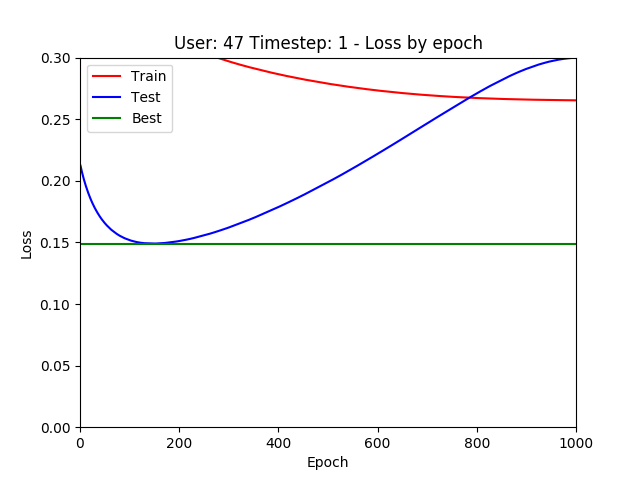 User: 47 Timestep: 1 - Loss by epoch
0.30
0.25
0.20
0.15
0.10
0.05
0.00
Loss
Train
Test
Best
0 200 400 600 800 1000
Epoch